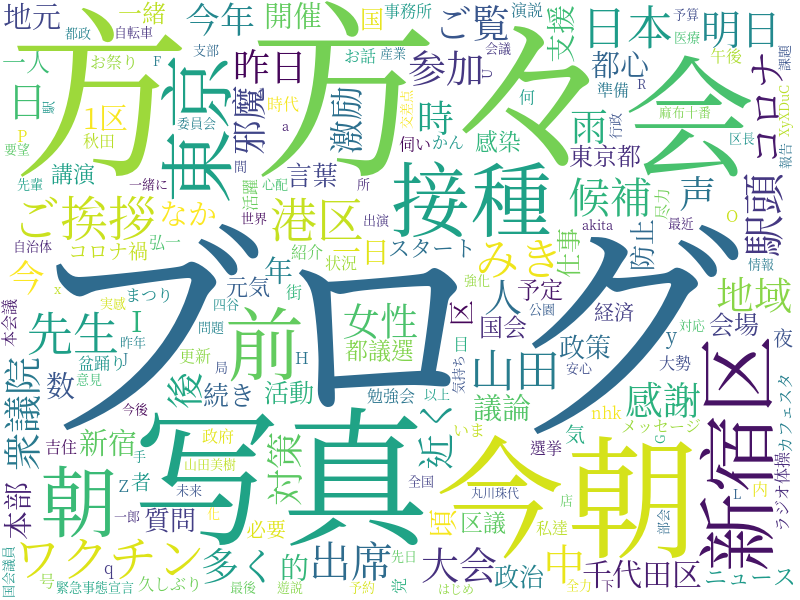 地元
一緒
今年
開催
国
事務所
演説
予算
ご覧
日本
明日
都政
自転車
支部
F
お話
産業
会議
U
支援
医療
課題
一人
お祭り
昨日
参加
都心
準備
R
午後
コロナ
駅
日
1区
邪魔
時代
激励
時
交差点
何
麻布十番
XyXDuC
P
秋田
委員会
a
伺い
かん
感染
雨
行政
区長
報告
要望
方
方々
会
東京
講演
間
心配
所
言葉
東京都
先輩
一緒に
活躍
接種
候補
声
尽力
駅頭
ご挨拶
なか
世界
出演
港区
一日
スタート
みき
仕事
防止
o
akita
最近
自治体
コロナ禍
弘一
紹介
状況
今
年
元気
街
人
予定
経済
情報
地域
x
まつり
強化
公園
本会議
実感
四谷
区
国会
目
先生
I
J
盆踊り
昨年
問題
H
前
女性
都議選
気持ち
対応
y
会場
夜
ブログ
衆議院
数
意見
更新
局
後
続き
活動
勉強会
以上
山田
政策
安心
大勢
新宿区
今後
近く
議論
感謝
吉住
新宿
政府
いま
nhk
メッセージ
G
手
対策
山田美樹
気
選挙
カフェスタ
朝
写真
今朝
Z
者
未来
全国
丸川珠代
店
L
内
ラジオ体操
本部
一郎
質問
化
必要
頃
区議
私達
部会
国会議員
ワクチン
q
多く
的
出席
大会
中
政治
千代田区
ニュース
号
緊急事態宣言
久しぶり
最後
遊説
先日
予約
党
はじめ
全力
下